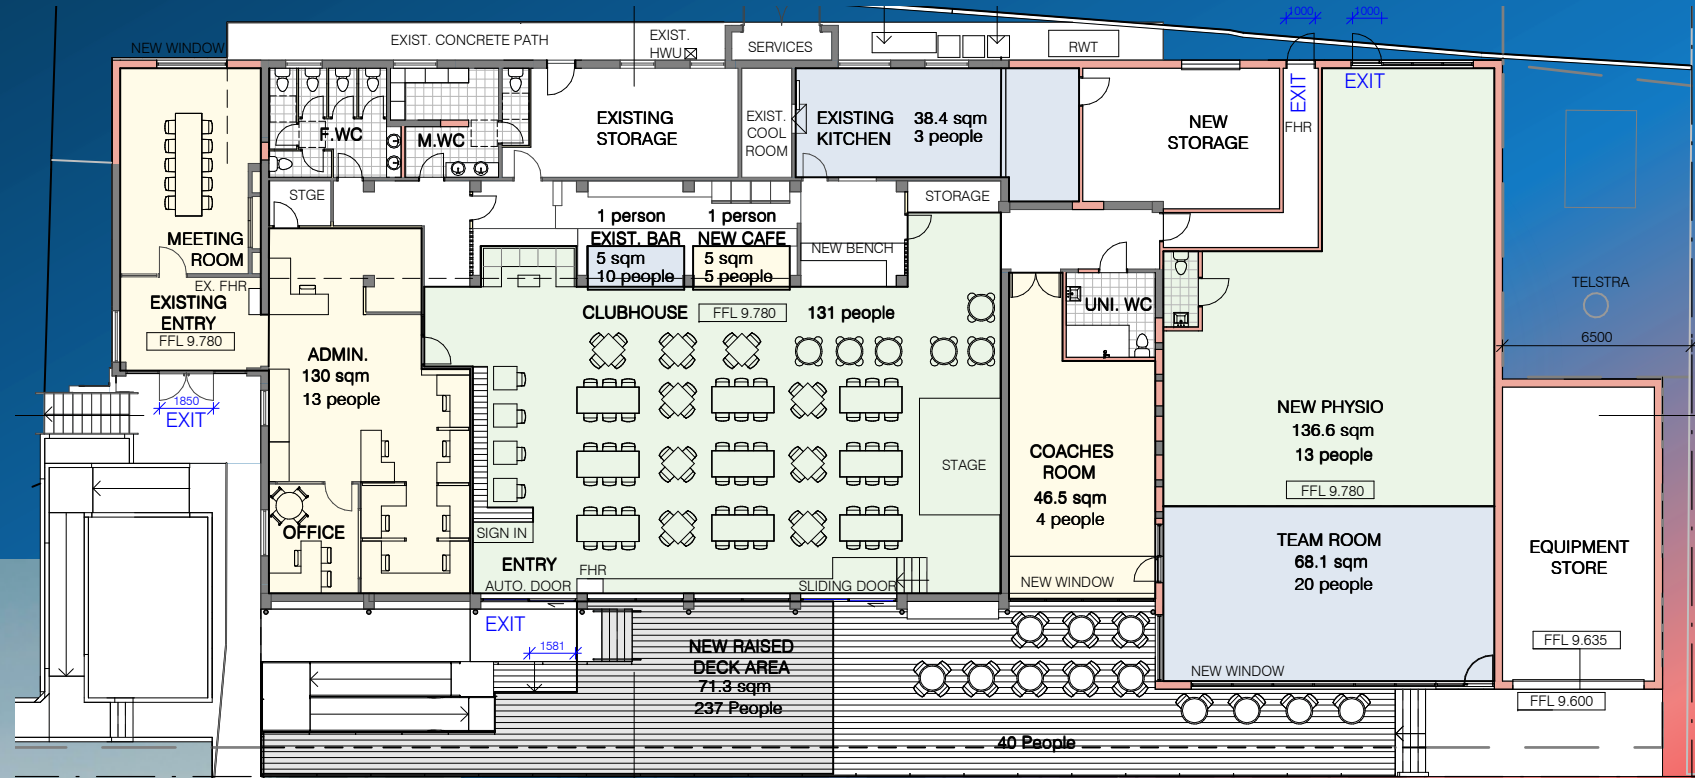 1000
1000
EXIST. CONCRETE PATH
EXIST.
HWU
SERVICES
RWT
NEW WINDOW
EXIT
EXIT
FHR
F.WC
M.WC
EXISTING
STORAGE
EXIST.
COOL
ROOM
EXISTING
KITCHEN
38.4 sqm
3 people
NEW
STORAGE
STGE
STORAGE
MEETING
ROOM
1 person
EXIST. BAR
5 sqm
10 people
1 person
NEW CAFE
5 sqm
5 people
NEW BENCH
EX. FHR
EXISTING
ENTRY
FFL 9.780
UNI. WC
TELSTRA
6500
CLUBHOUSE
FFL 9.780
131 people
ADMIN.
130 sqm
13 people
1850
EXIT
NEW PHYSIO
136.6 sqm
13 people
FFL 9.780
COACHES
ROOM
46.5 sqm
4 people
STAGE
OFFICE
SIGN IN
ENTRY
AUTO. DOOR
FHR
SLIDING DOOR
NEW WINDOW
TEAM ROOM
68.1 sqm
20 people
EQUIPMENT
STORE
EXIT
1581
NEW RAISED
DECK AREA
71.3 sqm
237 People
NEW WINDOW
FFL 9.635
FFL 9.600
40 People